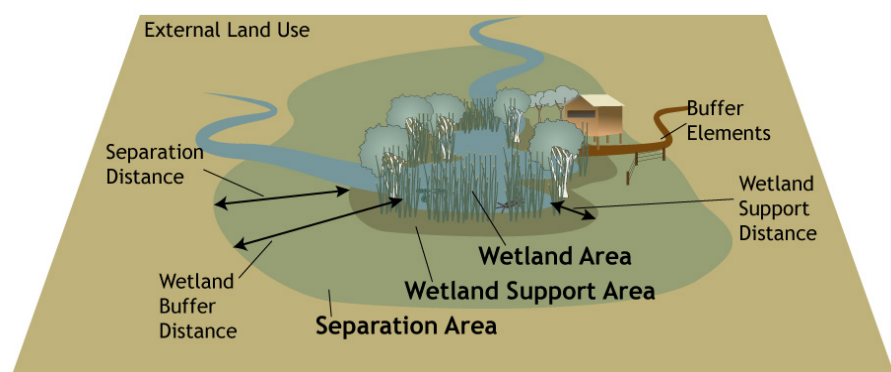 External Land Use
Buffer
Elements
Separation
Distance
Wetland
Support
Distance
Wetland Area
Wetland
Buffer
Distance
Wetland Support Area
Separation Area